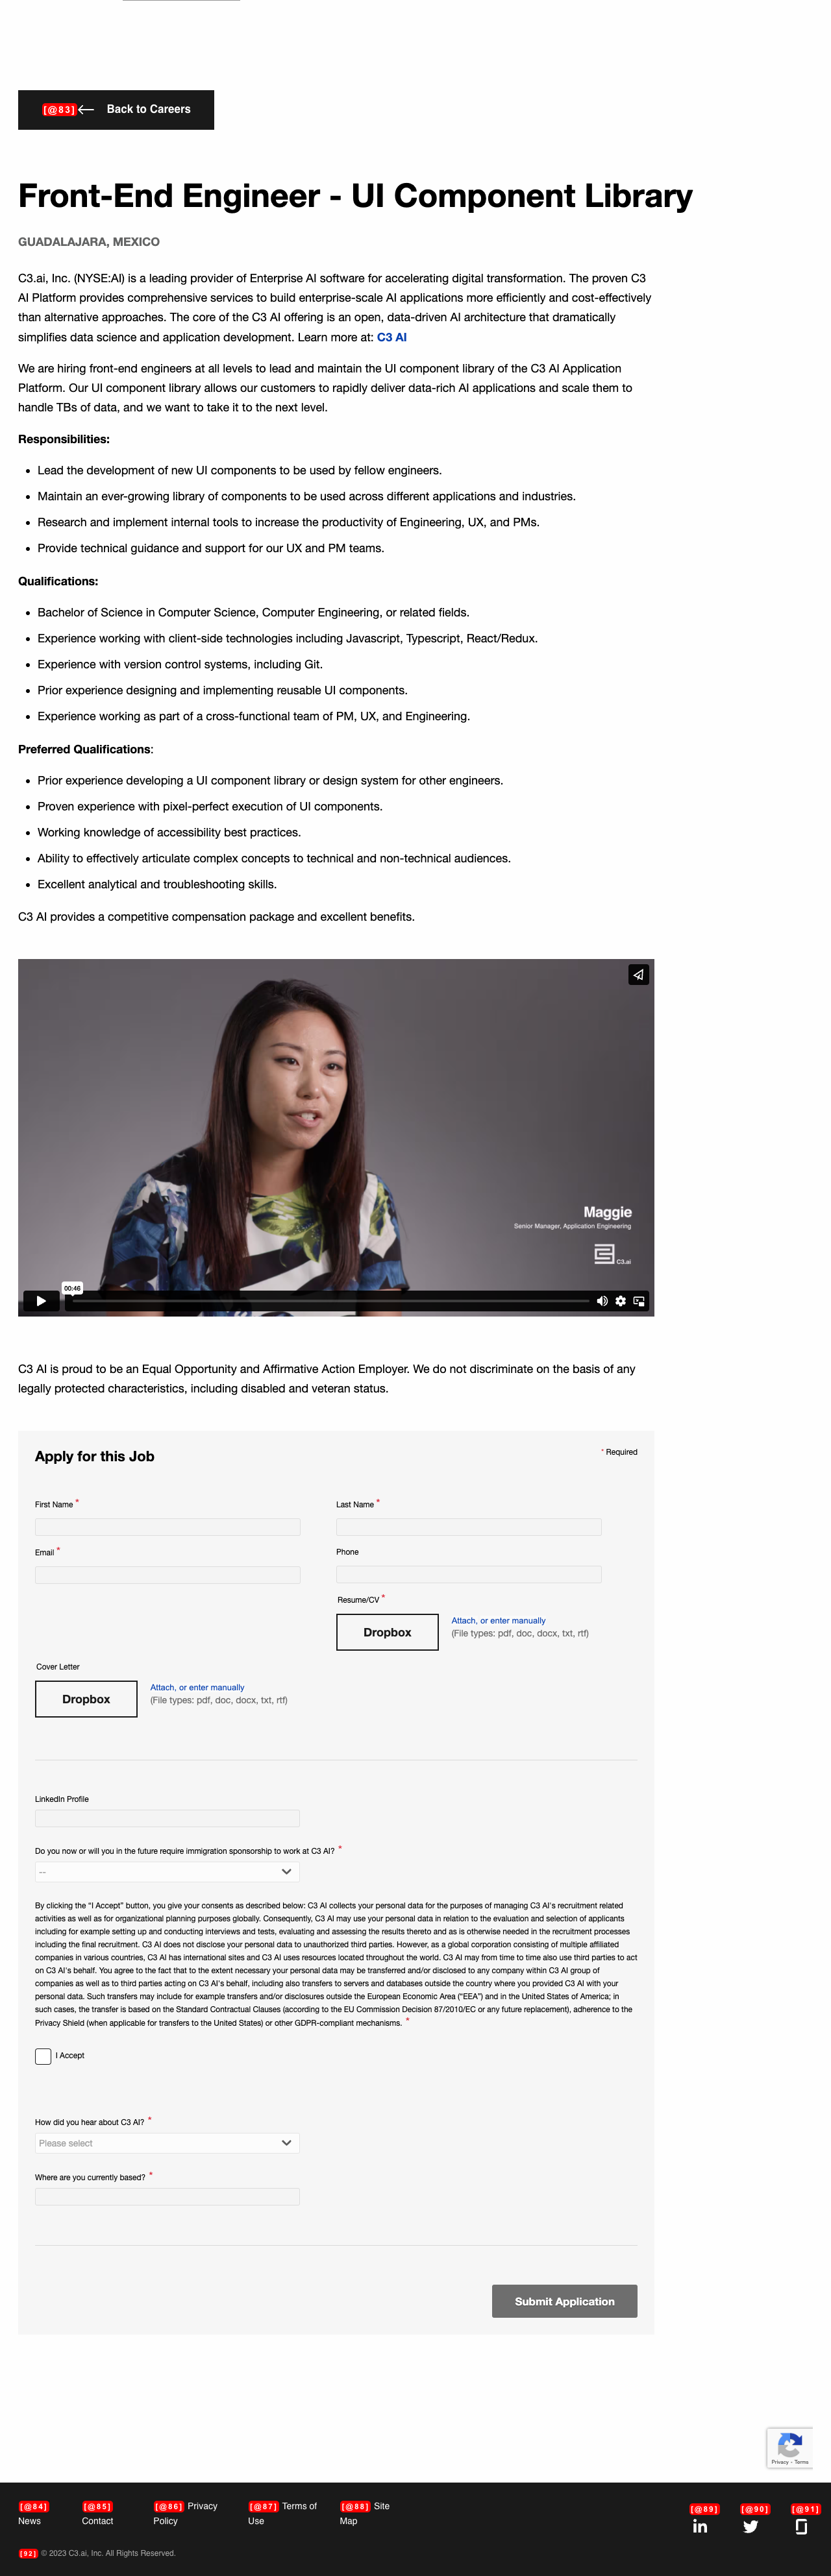 [@83] Back to Careers
Front-End Engineer - UI Component Library
GUADALAJARA, MEXICO
C3.ai, Inc. (NYSE:AI) is a leading provider of Enterprise AI software for accelerating digital transformation. The proven C3
AI Platform provides comprehensive services to build enterprise-scale AI applications more efficiently and cost-effectively
than alternative approaches. The core of the C3 AI offering is an open, data-driven AI architecture that dramatically
simplifies data science and application development. Learn more at: C3 AI
We are hiring front-end engineers at all levels to lead and maintain the UI component library of the C3 AI Application
Platform. Our UI component library allows our customers to rapidly deliver data-rich AI applications and scale them to
handle TBs of data, and we want to take it to the next level.
Responsibilities:
• Lead the development of new UI components to be used by fellow engineers.
• Maintain an ever-growing library of components to be used across different applications and industries.
• Research and implement internal tools to increase the productivity of Engineering, UX, and PMs.
• Provide technical guidance and support for our UX and PM teams.
Qualifications:
• Bachelor of Science in Computer Science, Computer Engineering, or related fields.
• Experience working with client-side technologies including Javascript, Typescript, React/Redux.
• Experience with version control systems, including Git.
• Prior experience designing and implementing reusable UI components.
• Experience working as part of a cross-functional team of PM, UX, and Engineering.
Preferred Qualifications:
• Prior experience developing a UI component library or design system for other engineers.
• Proven experience with pixel-perfect execution of UI components.
• Working knowledge of accessibility best practices.
• Ability to effectively articulate complex concepts to technical and non-technical audiences.
• Excellent analytical and troubleshooting skills.
C3 AI provides a competitive compensation package and excellent benefits.
Maggie
Senior Manager, Application Engineering
C3.ai
00:46
C3 AI is proud to be an Equal Opportunity and Affirmative Action Employer. We do not discriminate on the basis of any
legally protected characteristics, including disabled and veteran status.
Apply for this Job
* Required
First Name *
Last Name *
Email *
Phone
Resume/CV *
Dropbox
Attach, or enter manually
(File types: pdf, doc, docx, txt, rtf)
Cover Letter
Dropbox
Attach, or enter manually
(File types: pdf, doc, docx, txt, rtf)
LinkedIn Profile
Do you now or will you in the future require immigration sponsorship to work at C3 AI? *
--
By clicking the “I Accept” button, you give your consents as described below: C3 AI collects your personal data for the purposes of managing C3 AI's recruitment related
activities as well as for organizational planning purposes globally. Consequently, C3 AI may use your personal data in relation to the evaluation and selection of applicants
including for example setting up and conducting interviews and tests, evaluating and assessing the results thereto and as is otherwise needed in the recruitment processes
including the final recruitment. C3 AI does not disclose your personal data to unauthorized third parties. However, as a global corporation consisting of multiple affiliated
companies in various countries, C3 AI has international sites and C3 AI uses resources located throughout the world. C3 AI may from time to time also use third parties to act
on C3 AI's behalf. You agree to the fact that to the extent necessary your personal data may be transferred and/or disclosed to any company within C3 AI group of
companies as well as to third parties acting on C3 AI's behalf, including also transfers to servers and databases outside the country where you provided C3 AI with your
personal data. Such transfers may include for example transfers and/or disclosures outside the European Economic Area (“EEA”) and in the United States of America; in
such cases, the transfer is based on the Standard Contractual Clauses (according to the EU Commission Decision 87/2010/EC or any future replacement), adherence to the
Privacy Shield (when applicable for transfers to the United States) or other GDPR-compliant mechanisms. *
I Accept
How did you hear about C3 AI? *
Please select
Where are you currently based? *
Submit Application
Privacy - Terms
[@84] News
[@85] Contact
[@86] Privacy Policy
[@87] Terms of Use
[@88] Site Map
[@89]
[@90]
[@91]
[92] © 2023 C3.ai, Inc. All Rights Reserved.